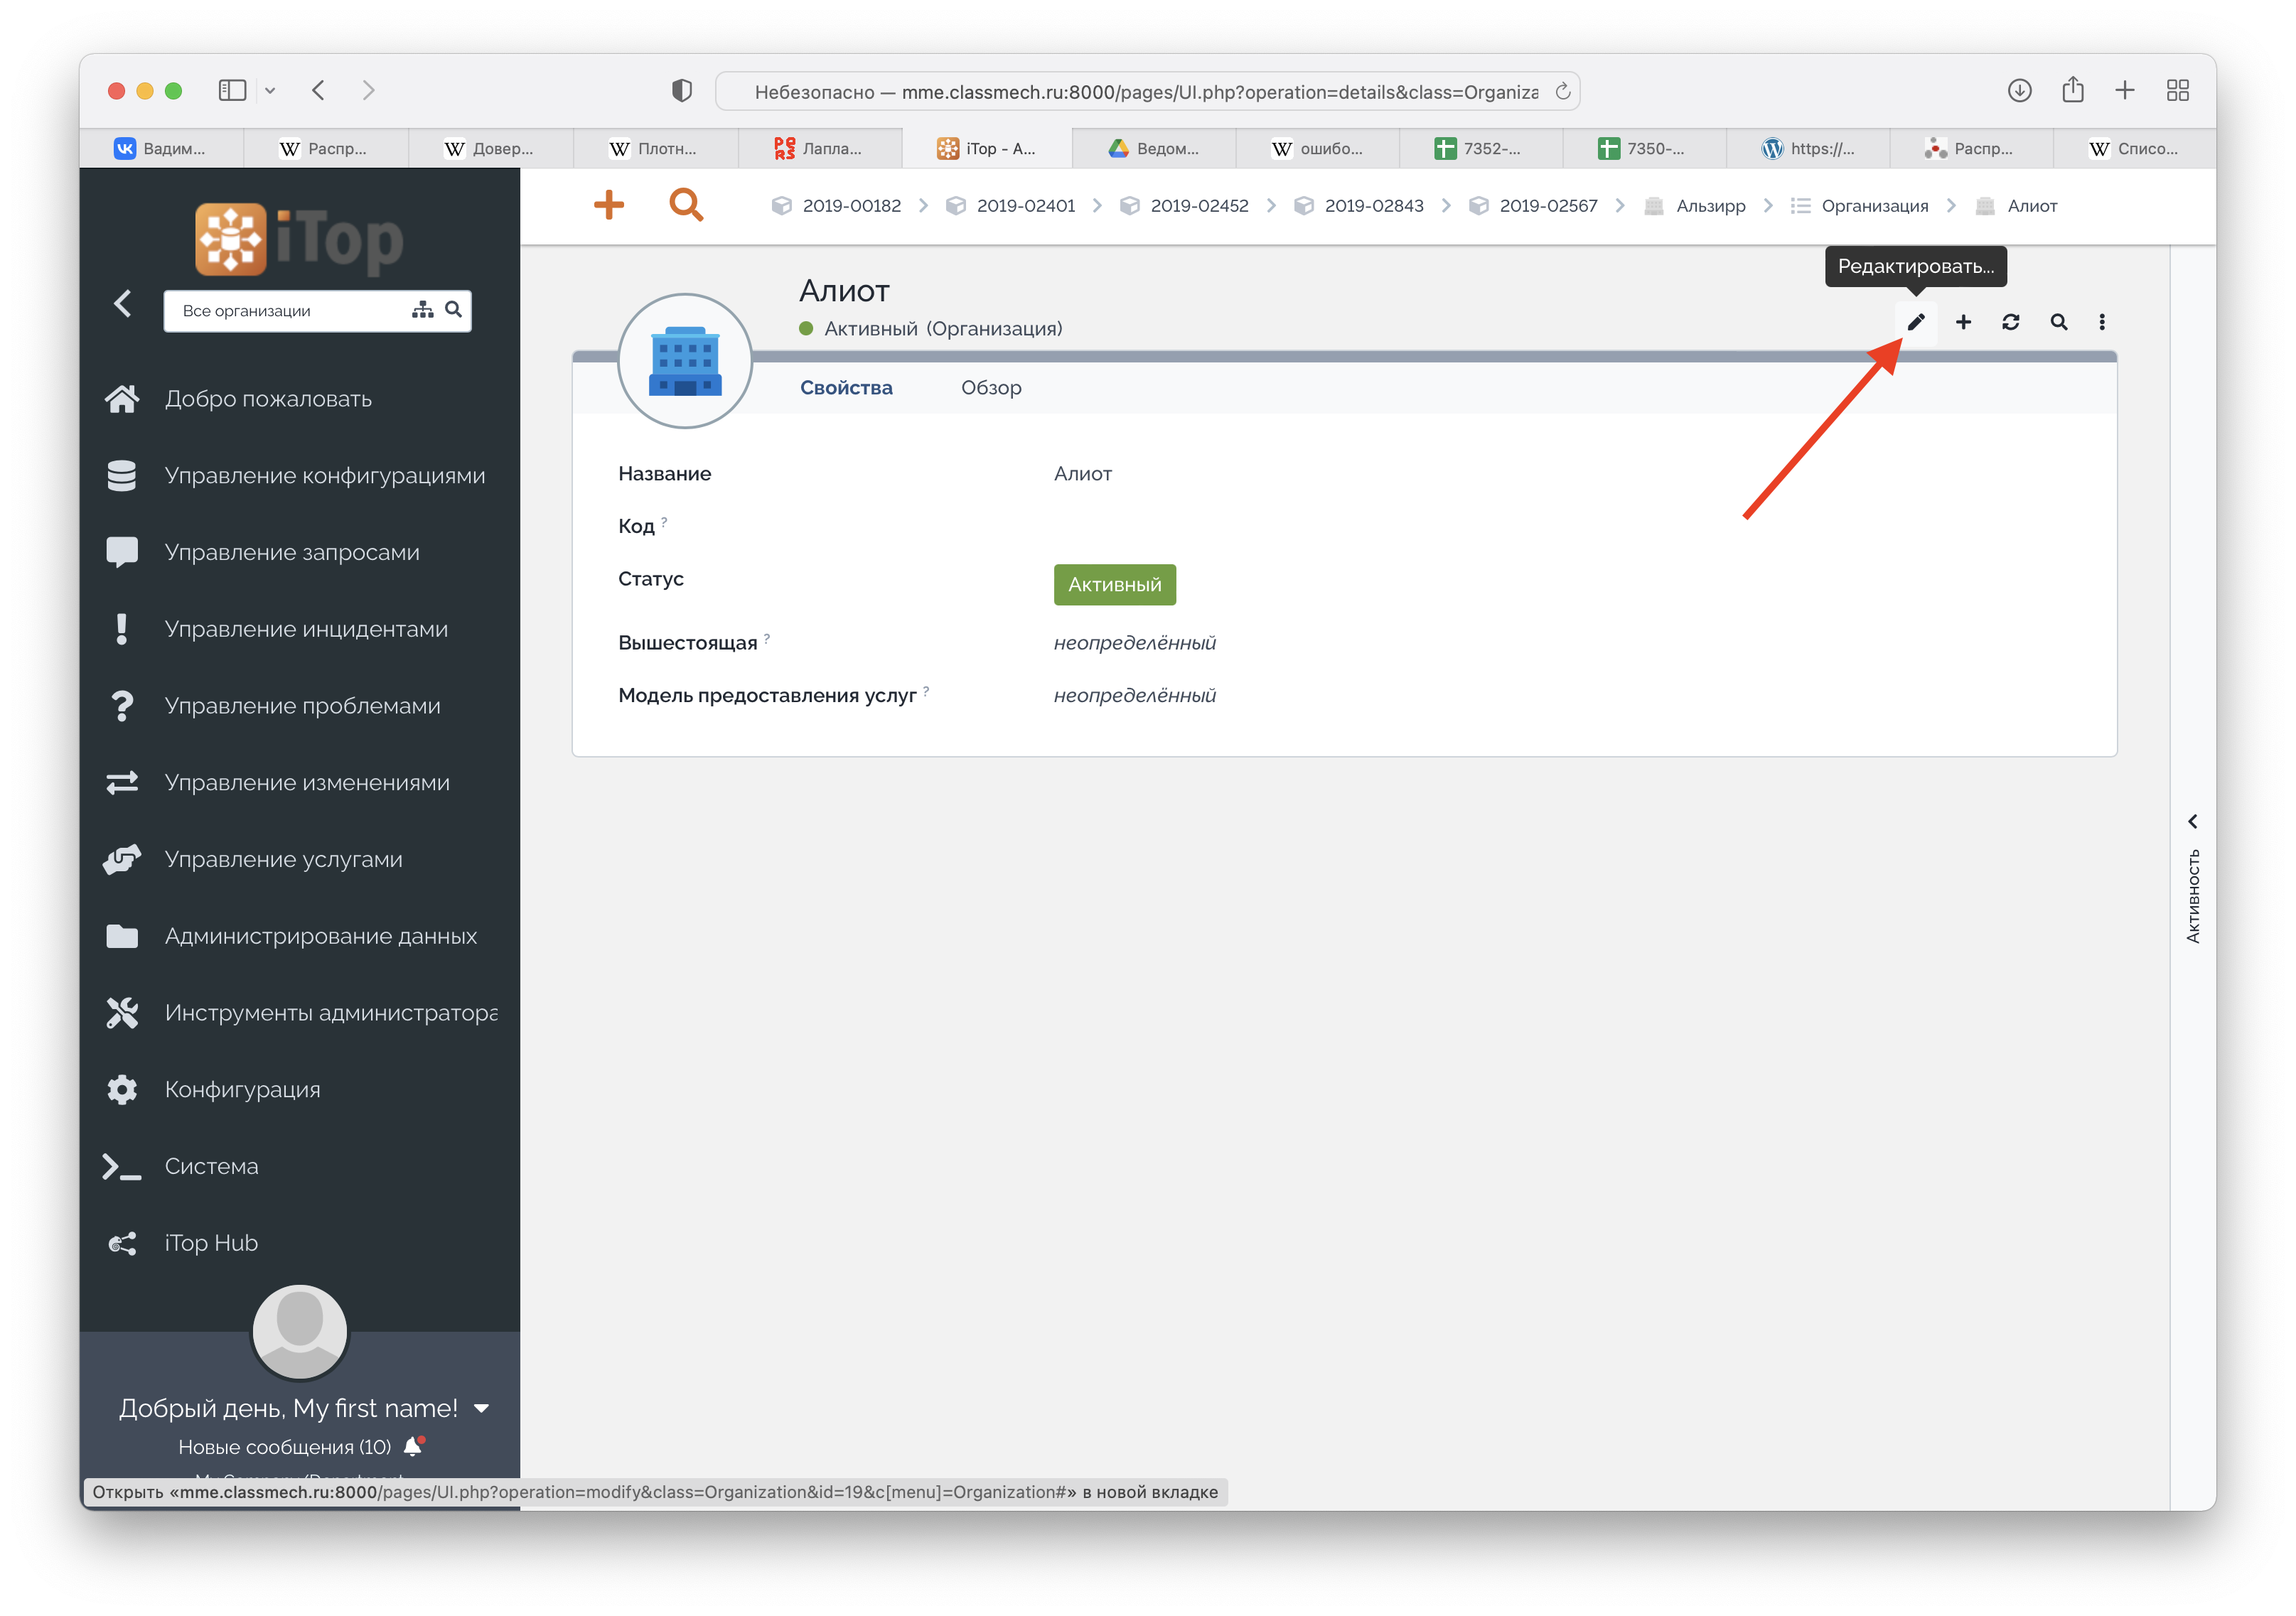 Небезопасно — mme.classmech.ru:8000/pages/UI.php?operation=details&class=Organiza
Вадим...
W Распр...
W Довер...
W Плотн...
Лапла...
iTop - A...
Ведом...
W ошибо...
7352-...
7350-...
https://...
Распр...
W Списо...
iTop
Все организации
2019-00182
2019-02401
2019-02452
2019-02843
2019-02567
Альзирр
Организация
Алиот
Редактировать...
Алиот
Активный (Организация)
Свойства
Обзор
Название
Алиот
Код ?
Статус
Активный
Вышестоящая ?
неопределённый
Модель предоставления услуг ?
неопределённый
Добро пожаловать
Управление конфигурациями
Управление запросами
Управление инцидентами
Управление проблемами
Управление изменениями
Управление услугами
Администрирование данных
Инструменты администратора
Конфигурация
Система
iTop Hub
Активность
Добрый день, My first name!
Новые сообщения (10)
My Company/Department
Открыть «mme.classmech.ru:8000/pages/UI.php?operation=modify&class=Organization&id=19&c[menu]=Organization#» в новой вкладке